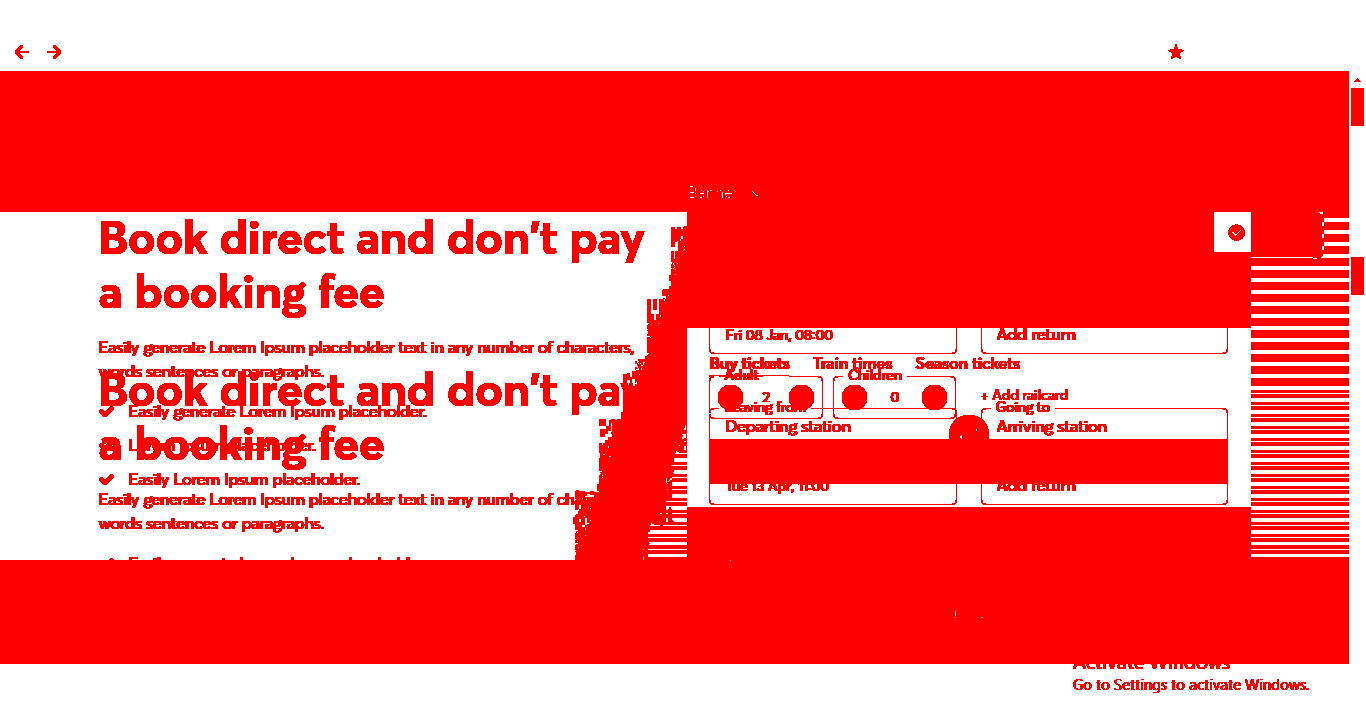 Banner
Book direct and don't pay
a booking fee
Easily generate Lorem Ipsum placeholder text in any number of characters,
words sentences or paragraphs.
Book direct and don't pay
Easily generate Lorem Ipsum placeholder.
a booking fee
Easily Lorem Ipsum placeholder.
Easily generate Lorem Ipsum placeholder text in any number of
words sentences or paragraphs.
Fri 08 Jan, 08:00
Add return
Buy tickets Train times Season tickets
Adult
Children
2
0
+ Add railcard
Leaving from
Going to
Departing station
Arriving station
Tue 13 Apr, 11:00
Add return
Activate Windows
Go to Settings to activate Windows.